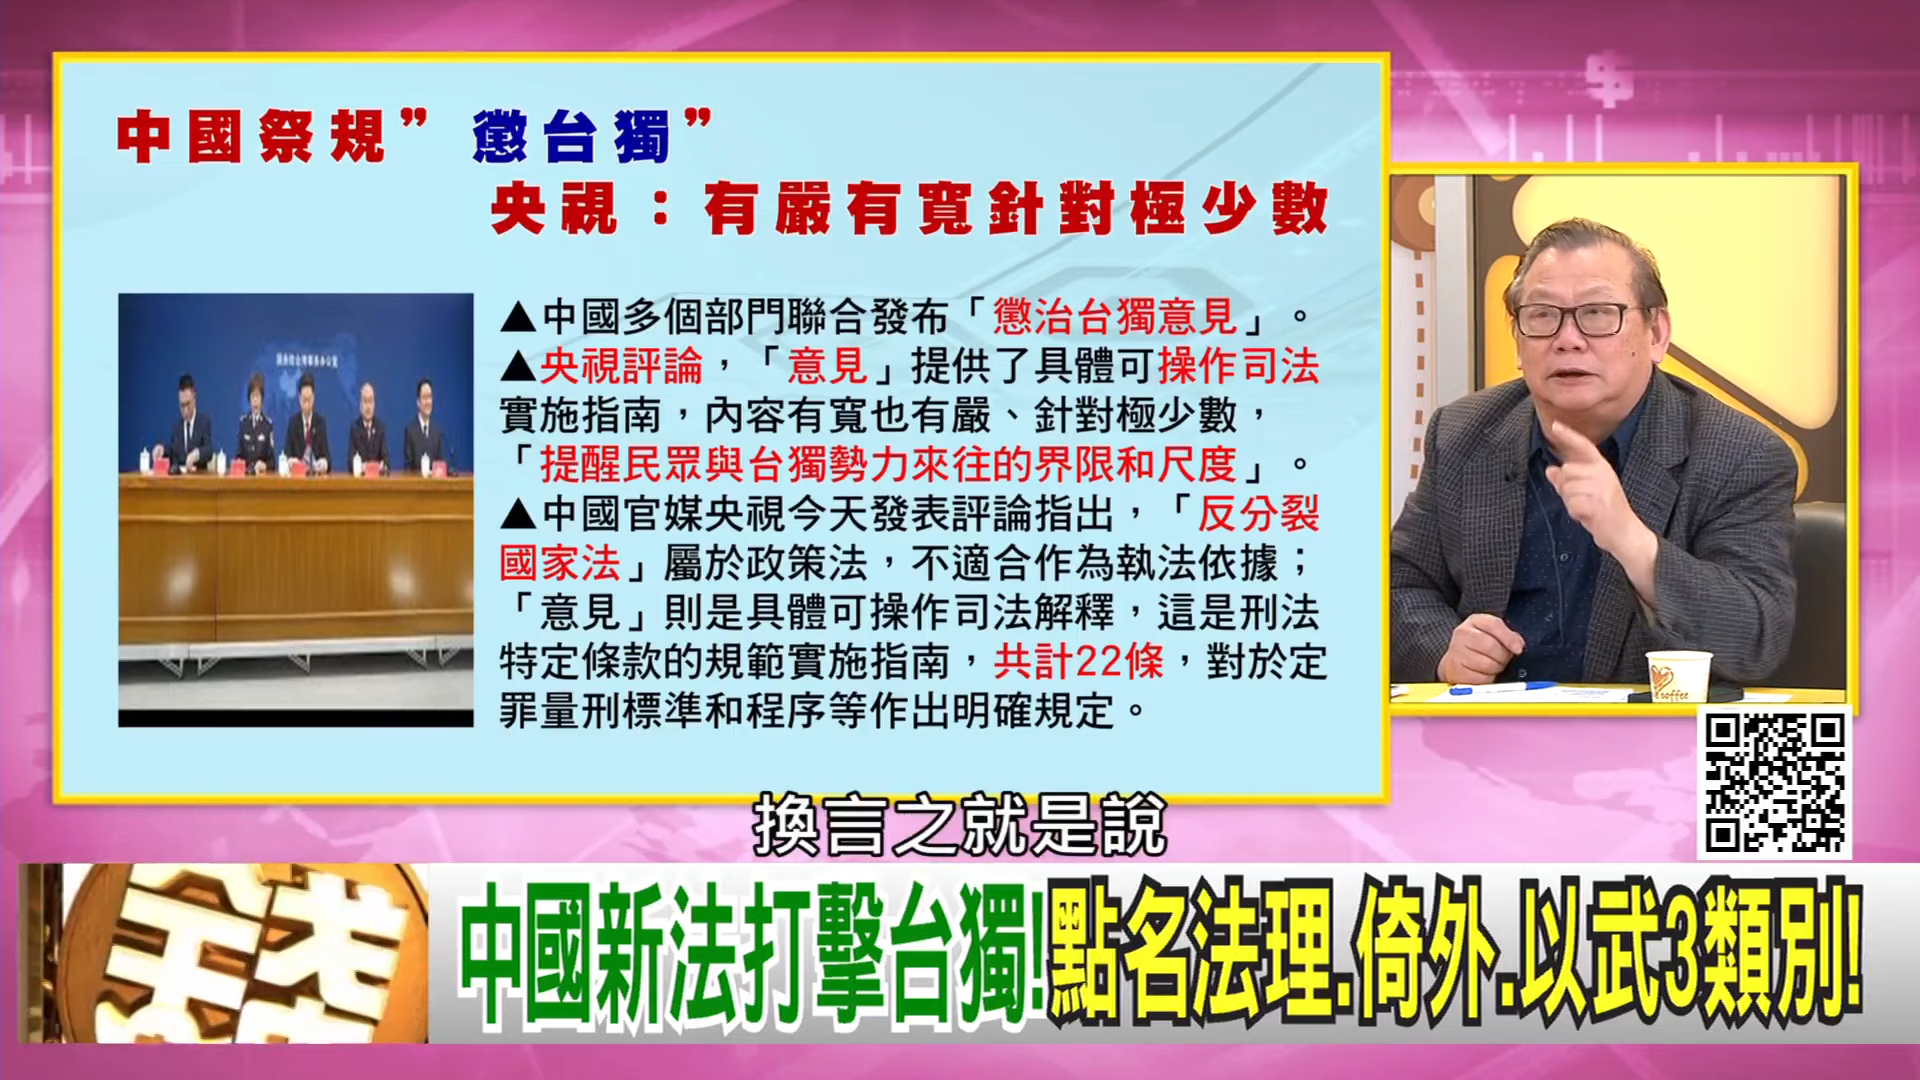 中國祭規”懲台獨”
央視：有嚴有寬針對極少數
▲中國多個部門聯合發布「懲治台獨意見」。
▲央視評論，「意見」提供了具體可操作司法
實施指南，內容有寬也有嚴、針對極少數，
「提醒民眾與台獨勢力來往的界限和尺度」。
▲中國官媒央視今天發表評論指出，「反分裂
國家法」屬於政策法，不適合作為執法依據；
「意見」則是具體可操作司法解釋，這是刑法
特定條款的規範實施指南，共計22條，對於定
罪量刑標準和程序等作出明確規定。
换言之就是說
中國新法打擊台獨!點名法理.倚外.以武3類別!